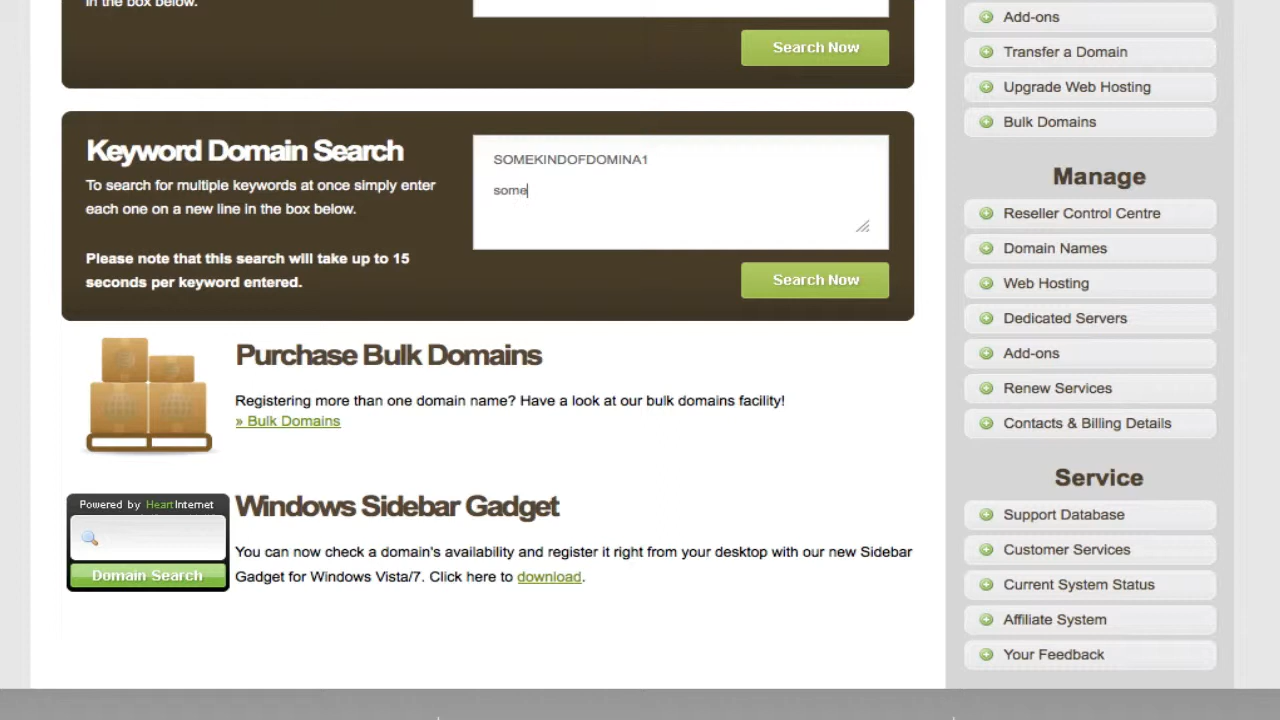 in the box below.
Search Now
Keyword Domain Search
To search for multiple keywords at once simply enter
each one on a new line in the box below.
Please note that this search will take up to 15
seconds per keyword entered.
SOMEKINDOFDOMINA1
some
Search Now
Purchase Bulk Domains
Registering more than one domain name? Have a look at our bulk domains facility!
» Bulk Domains
Powered by HeartInternet
Domain Search
Windows Sidebar Gadget
You can now check a domain's availability and register it right from your desktop with our new Sidebar
Gadget for Windows Vista/7. Click here to download.
Add-ons
Transfer a Domain
Upgrade Web Hosting
Bulk Domains
Manage
Reseller Control Centre
Domain Names
Web Hosting
Dedicated Servers
Add-ons
Renew Services
Contacts & Billing Details
Service
Support Database
Customer Services
Current System Status
Affiliate System
Your Feedback